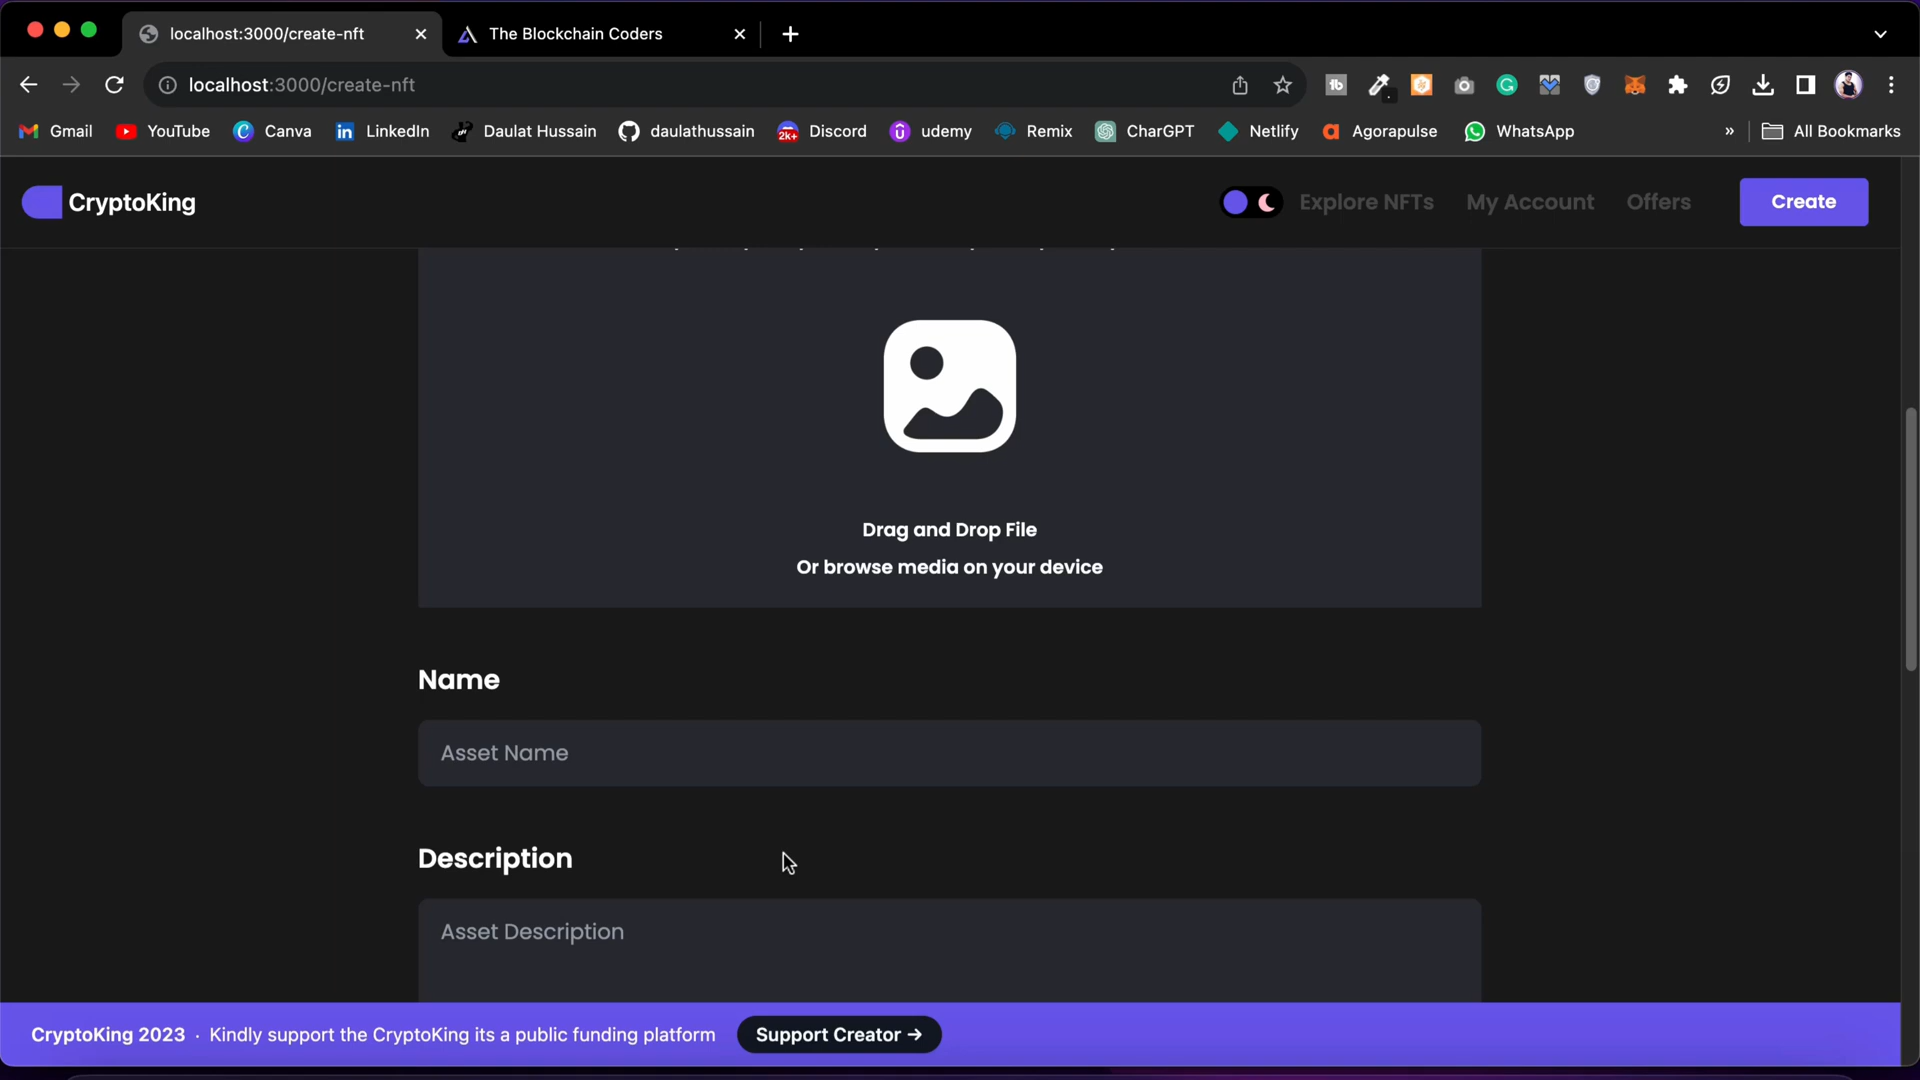 localhost:3000/create-nft
The Blockchain Coders
localhost:3000/create-nft
Gmail YouTube Canva LinkedIn Daulat Hussain daulathussain 2k+ Discord udemy Remix CharGPT Netlify Agorapulse WhatsApp » All Bookmarks
CryptoKing Explore NFTs My Account Offers Create
Drag and Drop File
Or browse media on your device
Name
Asset Name
Description
Asset Description
CryptoKing 2023 · Kindly support the CryptoKing its a public funding platform Support Creator →